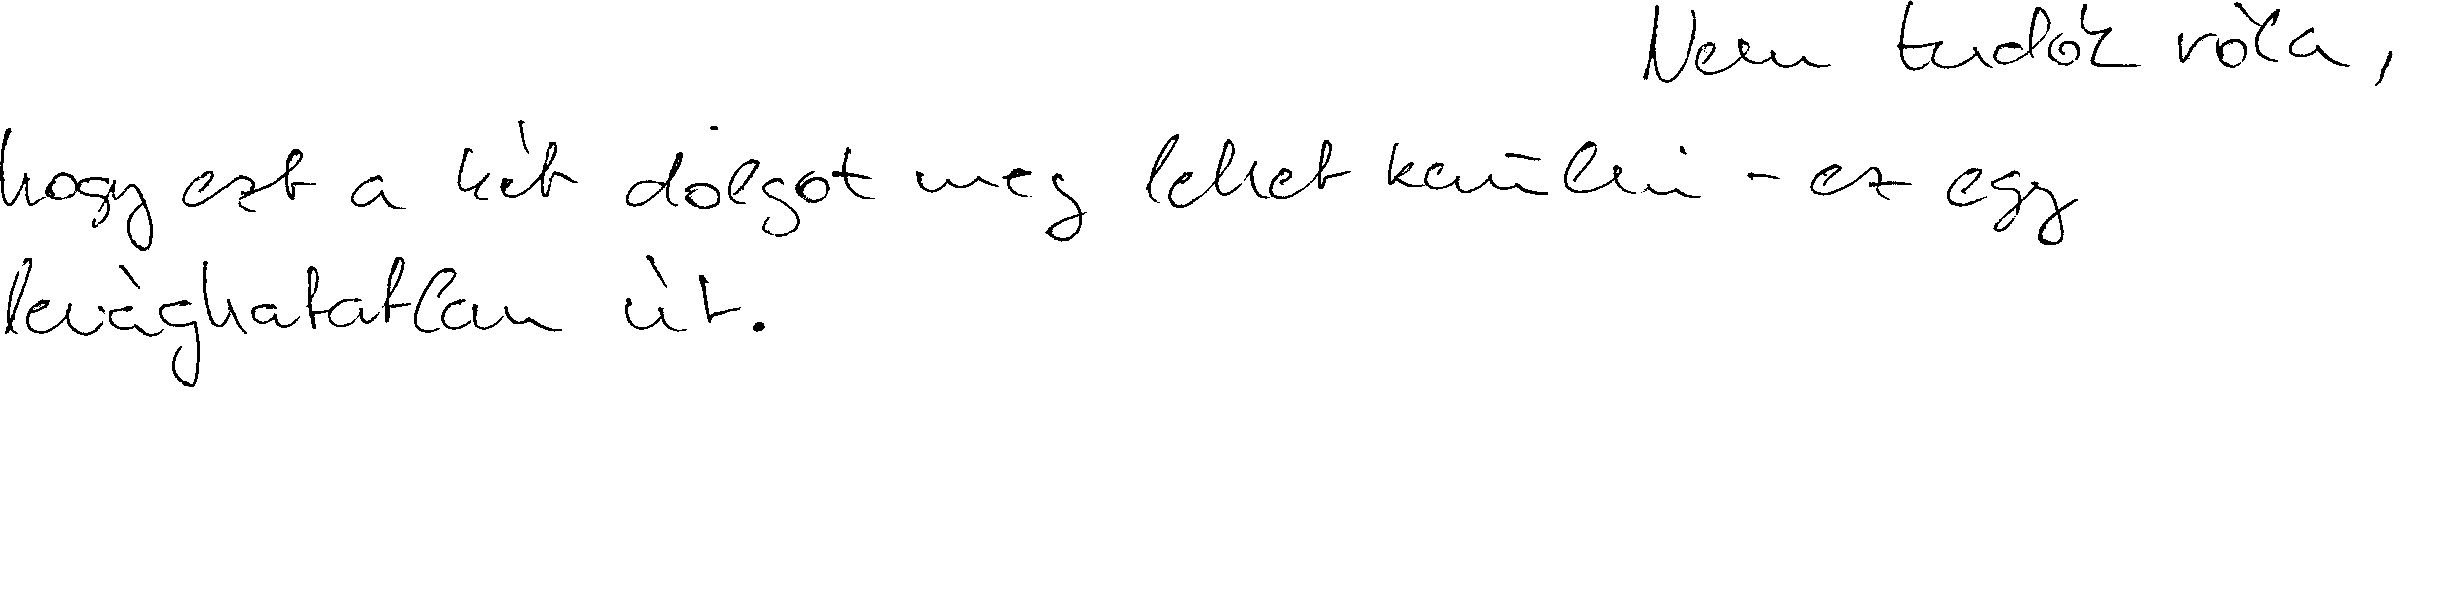 Nem tudok róla,
hogy ezt a két dolgot meg lehet kerülni - ez egy
levághatatlan út.